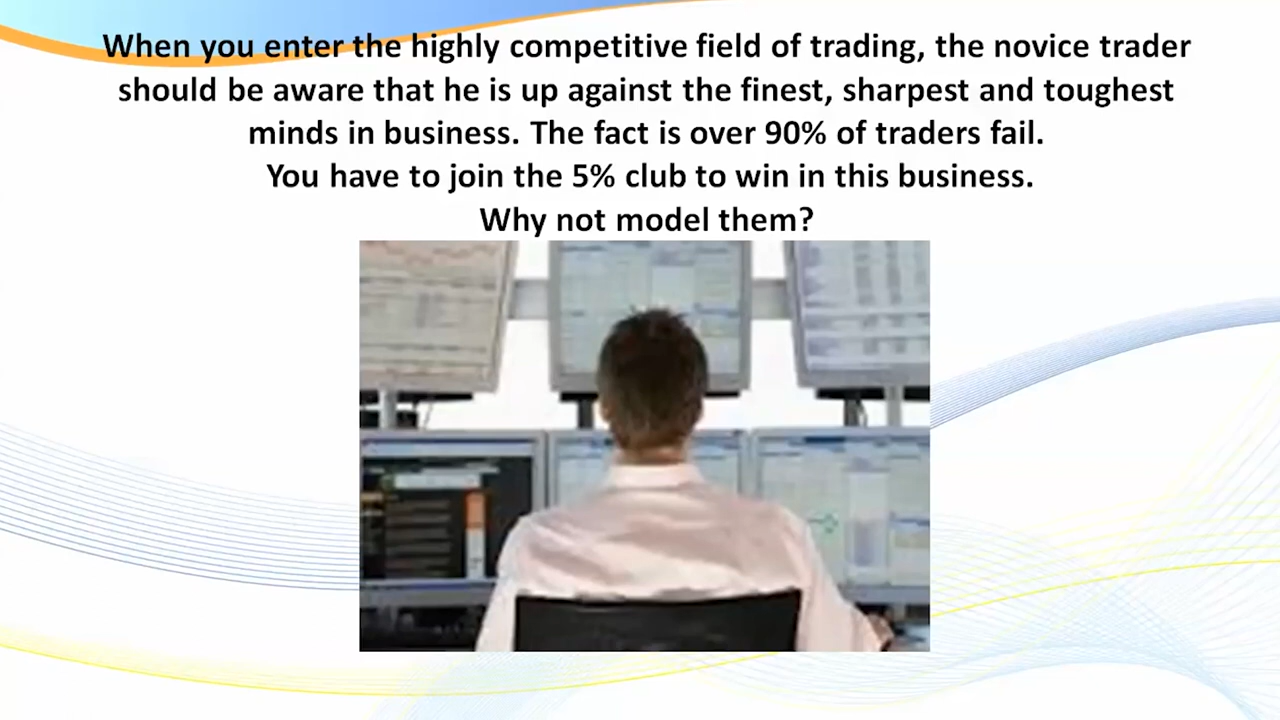 When you enter the highly competitive field of trading, the novice trader
should be aware that he is up against the finest, sharpest and toughest
minds in business. The fact is over 90% of traders fail.
You have to join the 5% club to win in this business.
Why not model them?